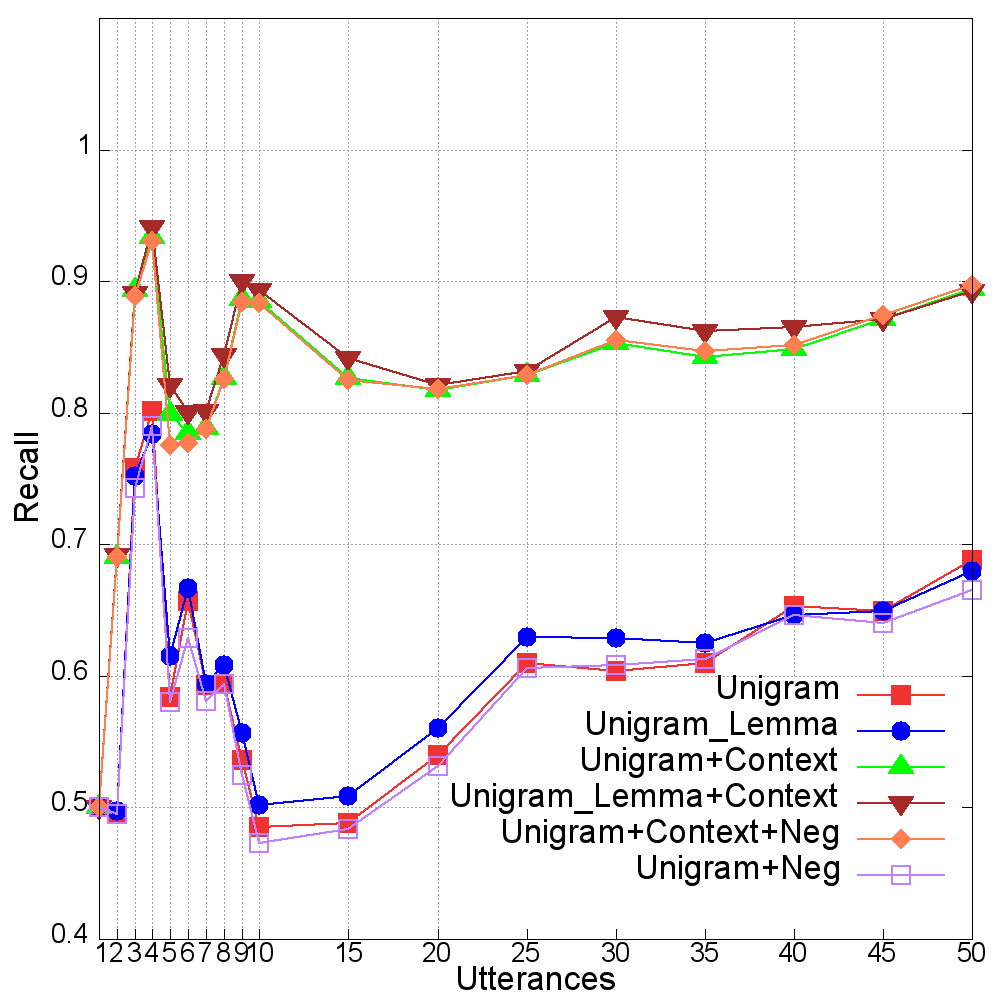 1
0.9
0.8
0.7
0.6
0.5
0.4
Recall
Unigram
Unigram_Lemma
Unigram+Context
Unigram_Lemma+Context
Unigram+Context+Neg
Unigram+Neg
1 2 3 4 5 6 7 8 9 10 15 20 25 30 35 40 45 50
Utterances